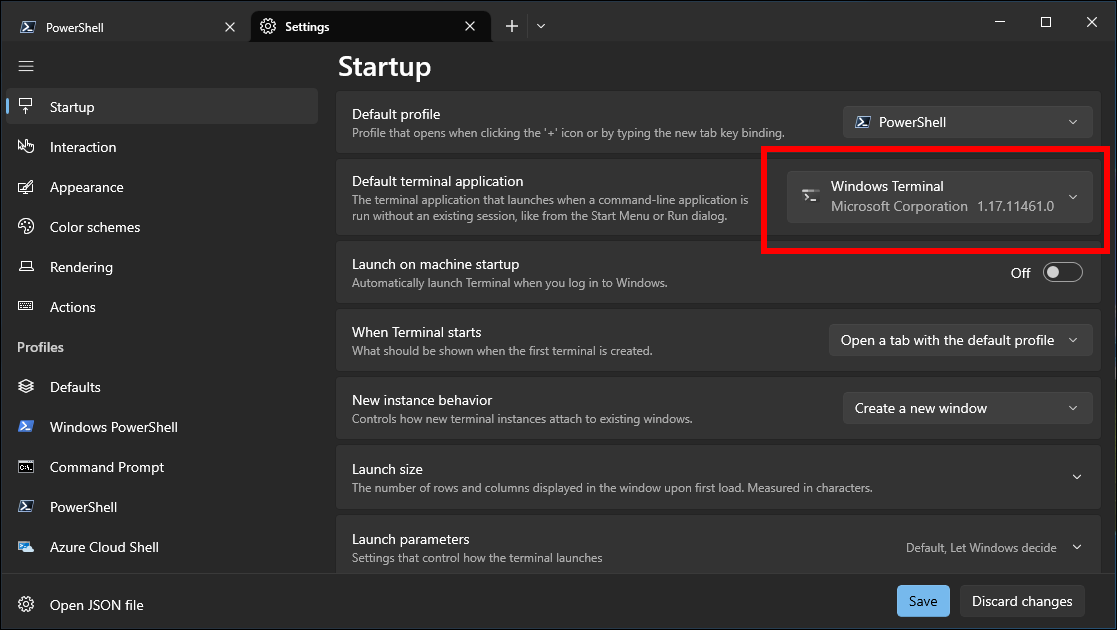 PowerShell
Settings
Startup
Interaction
Appearance
Color schemes
Rendering
Actions
Profiles
Defaults
Windows PowerShell
Command Prompt
PowerShell
Azure Cloud Shell
Open JSON file
Startup
Default profile
Profile that opens when clicking the '+' icon or by typing the new tab key binding.
PowerShell
Default terminal application
The terminal application that launches when a command-line application is
run without an existing session, like from the Start Menu or Run dialog.
Windows Terminal
Microsoft Corporation 1.17.11461.0
Launch on machine startup
Automatically launch Terminal when you log in to Windows.
Off
When Terminal starts
What should be shown when the first terminal is created.
Open a tab with the default profile
New instance behavior
Controls how new terminal instances attach to existing windows.
Create a new window
Launch size
The number of rows and columns displayed in the window upon first load. Measured in characters.
Launch parameters
Settings that control how the terminal launches
Default, Let Windows decide
Save
Discard changes